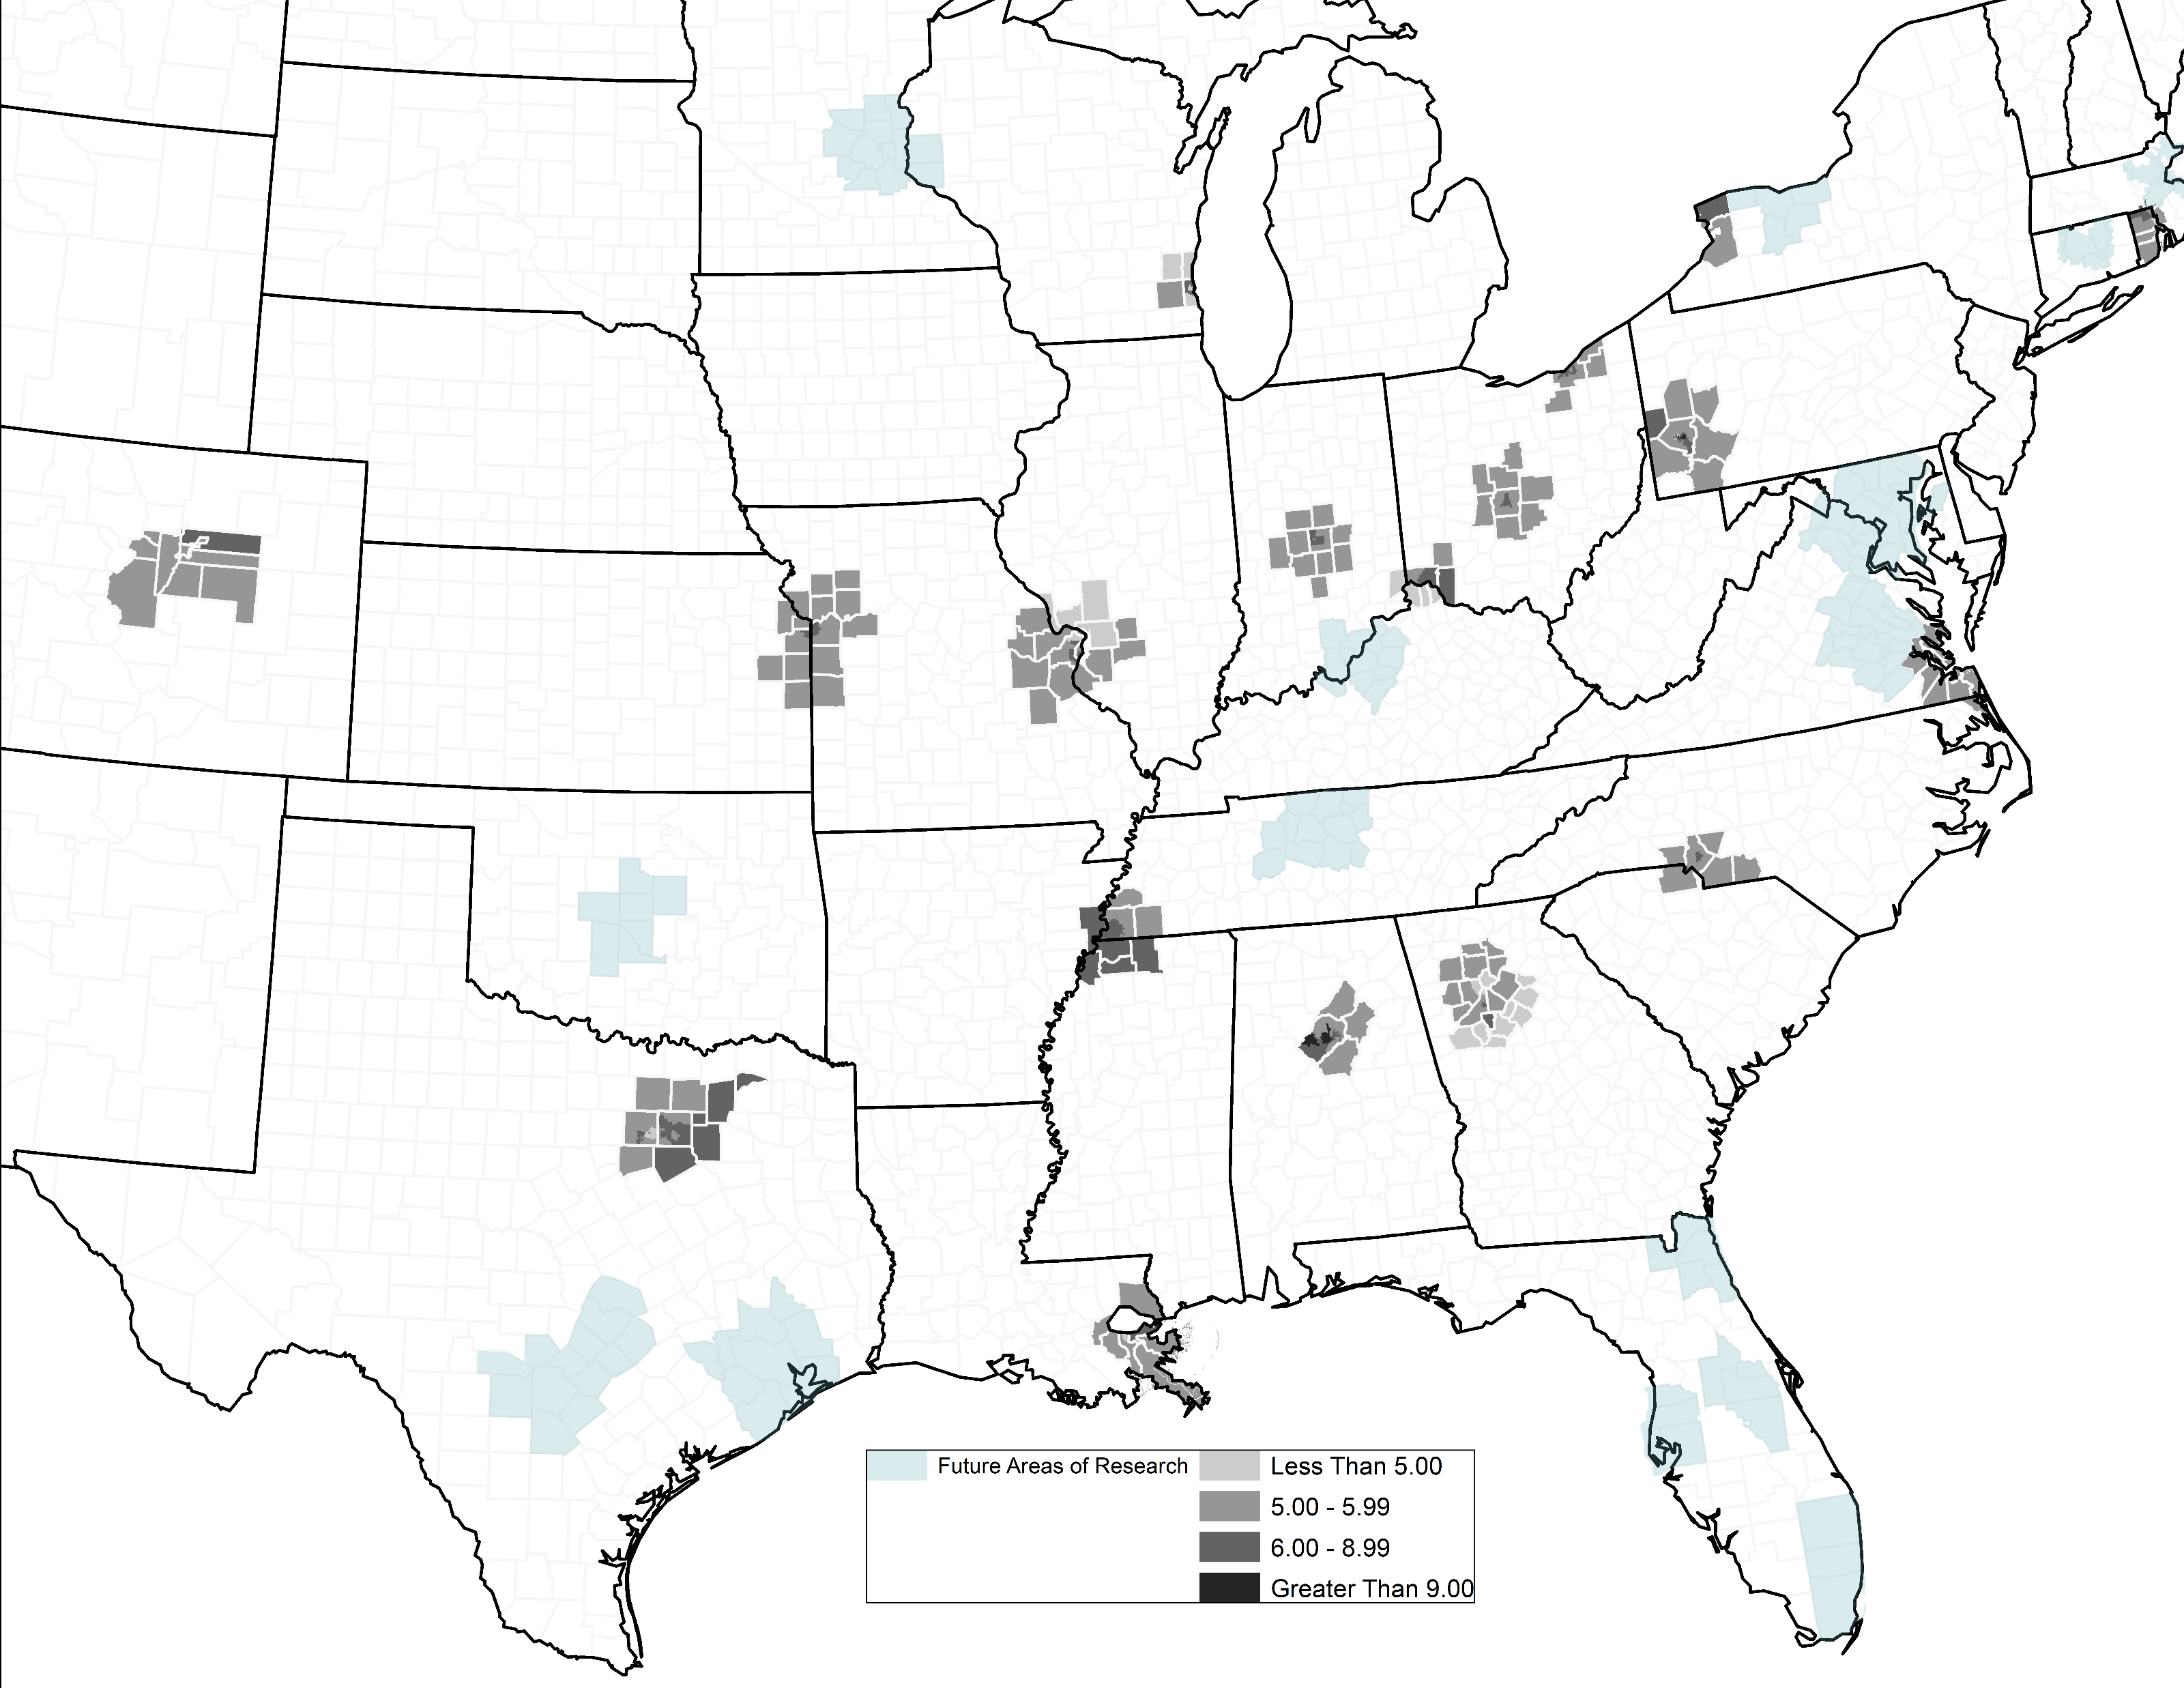 Future Areas of Research
Less Than 5.00
5.00 - 5.99
6.00 - 8.99
Greater Than 9.00